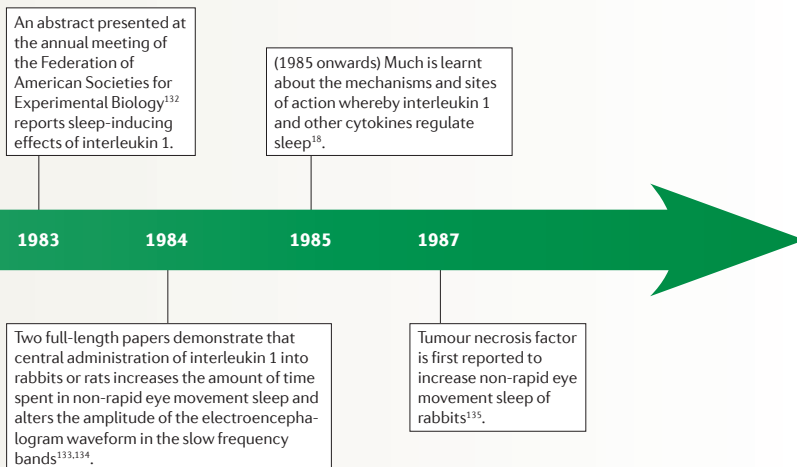 An abstract presented at
the annual meeting of
the Federation of
American Societies for
Experimental Biology¹³²
reports sleep-inducing
effects of interleukin 1.
(1985 onwards) Much is learnt
about the mechanisms and sites
of action whereby interleukin 1
and other cytokines regulate
sleep¹⁸.
1983 1984 1985 1987
Two full-length papers demonstrate that
central administration of interleukin 1 into
rabbits or rats increases the amount of time
spent in non-rapid eye movement sleep and
alters the amplitude of the electroencepha-
logram waveform in the slow frequency
bands¹³³,¹³⁴.
Tumour necrosis factor
is first reported to
increase non-rapid eye
movement sleep of
rabbits¹³⁵.